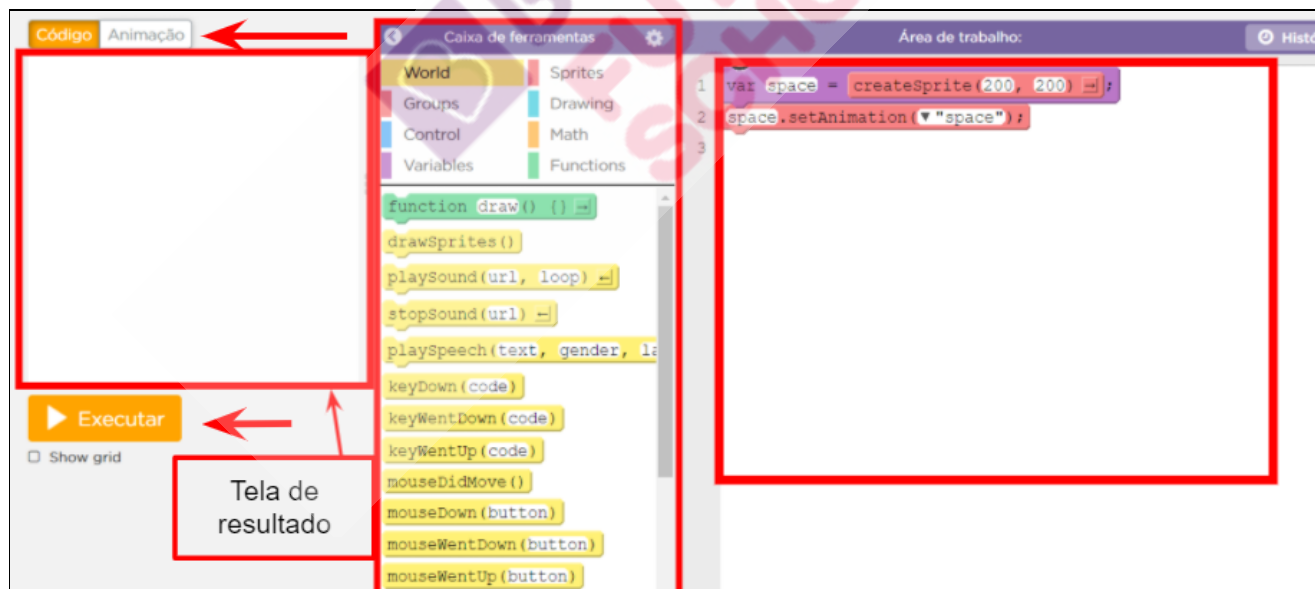 Código Animação
Caixa de ferramentas
Área de trabalho:
Histó
World
Sprites
Groups
Drawing
Control
Math
Variables
Functions
function draw() {}
drawSprites()
playSound(url, loop)
stopSound(url)
playSpeech(text, gender, la
keyDown(code)
keyWentDown(code)
keyWentUp(code)
mouseDidMove()
mouseDown(button)
mouseWentDown(button)
mouseWentUp(button)
1 var space = createSprite(200, 200);
2 space.setAnimation(▼"space");
3
Executar
Show grid
Tela de
resultado